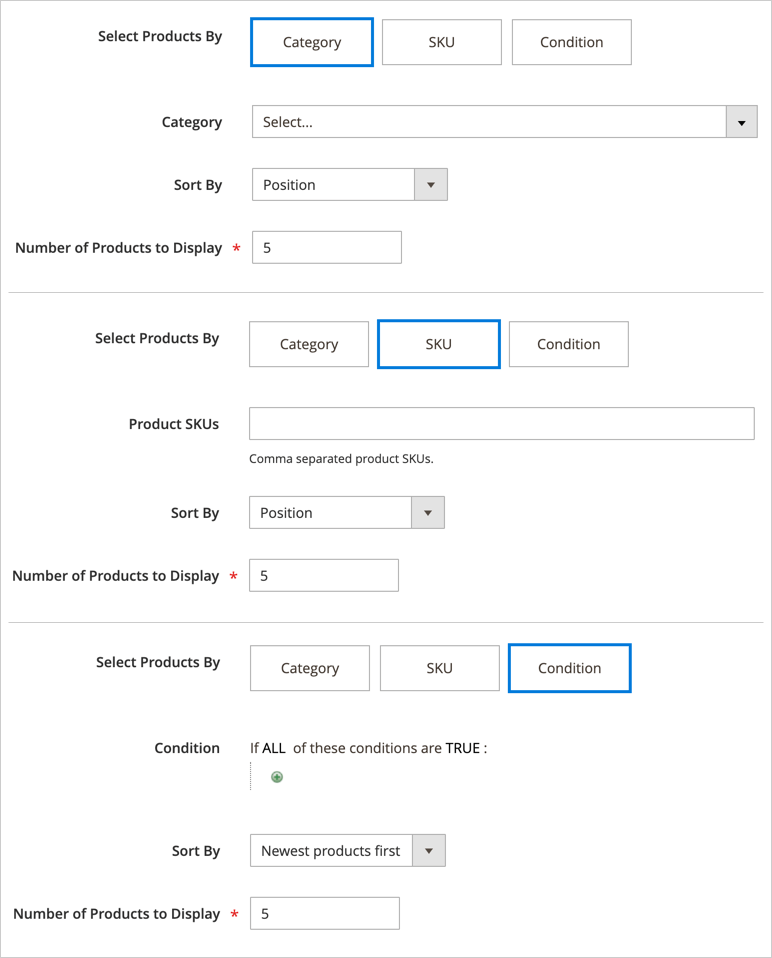 Select Products By Category SKU Condition
Category Select...
Sort By Position
Number of Products to Display * 5
Select Products By Category SKU Condition
Product SKUs
Comma separated product SKUs.
Sort By Position
Number of Products to Display * 5
Select Products By Category SKU Condition
Condition If ALL of these conditions are TRUE :
Sort By Newest products first
Number of Products to Display * 5